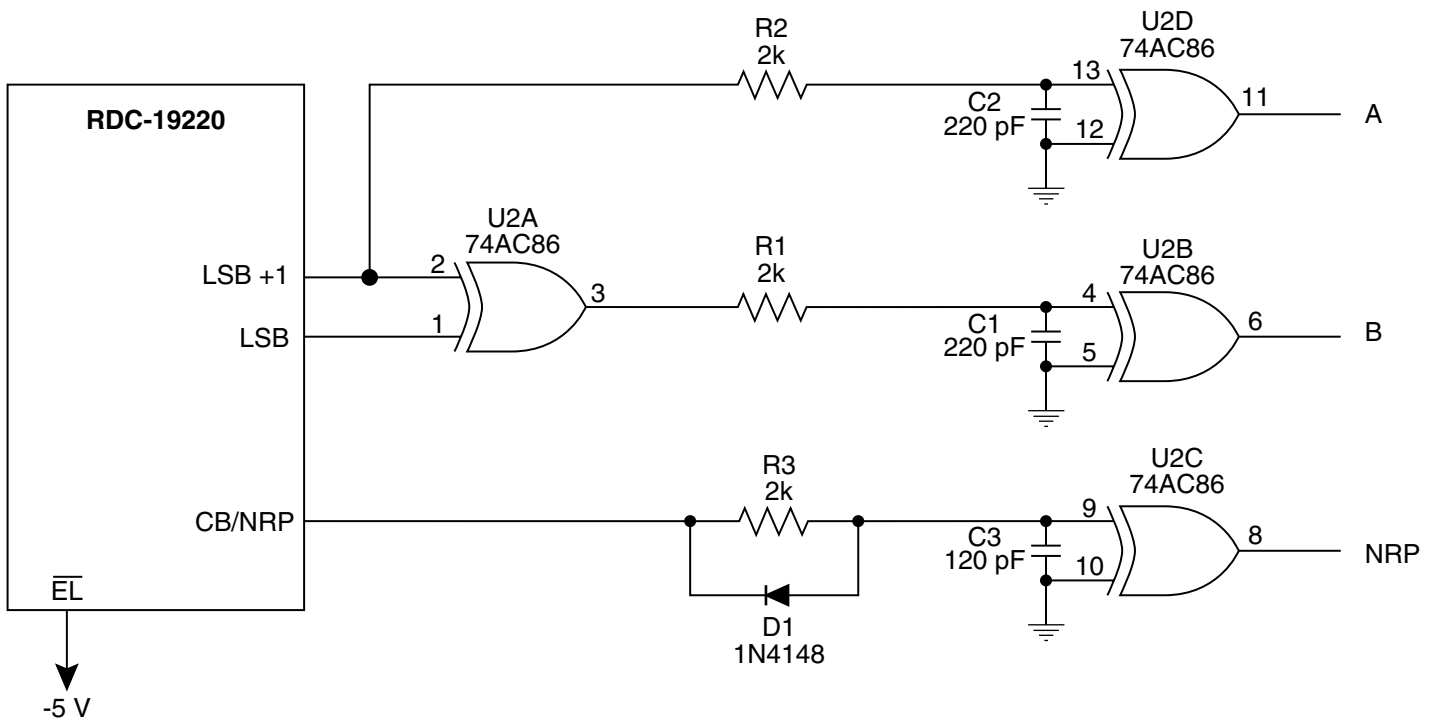 R2
2k
U2D
74AC86
RDC-19220
C2
220 pF
13
12
11
A
U2A
74AC86
LSB +1
LSB
2
1
3
R1
2k
U2B
74AC86
C1
220 pF
4
5
6
B
CB/NRP
R3
2k
D1
1N4148
U2C
74AC86
C3
120 pF
9
10
8
NRP
EL
-5 V